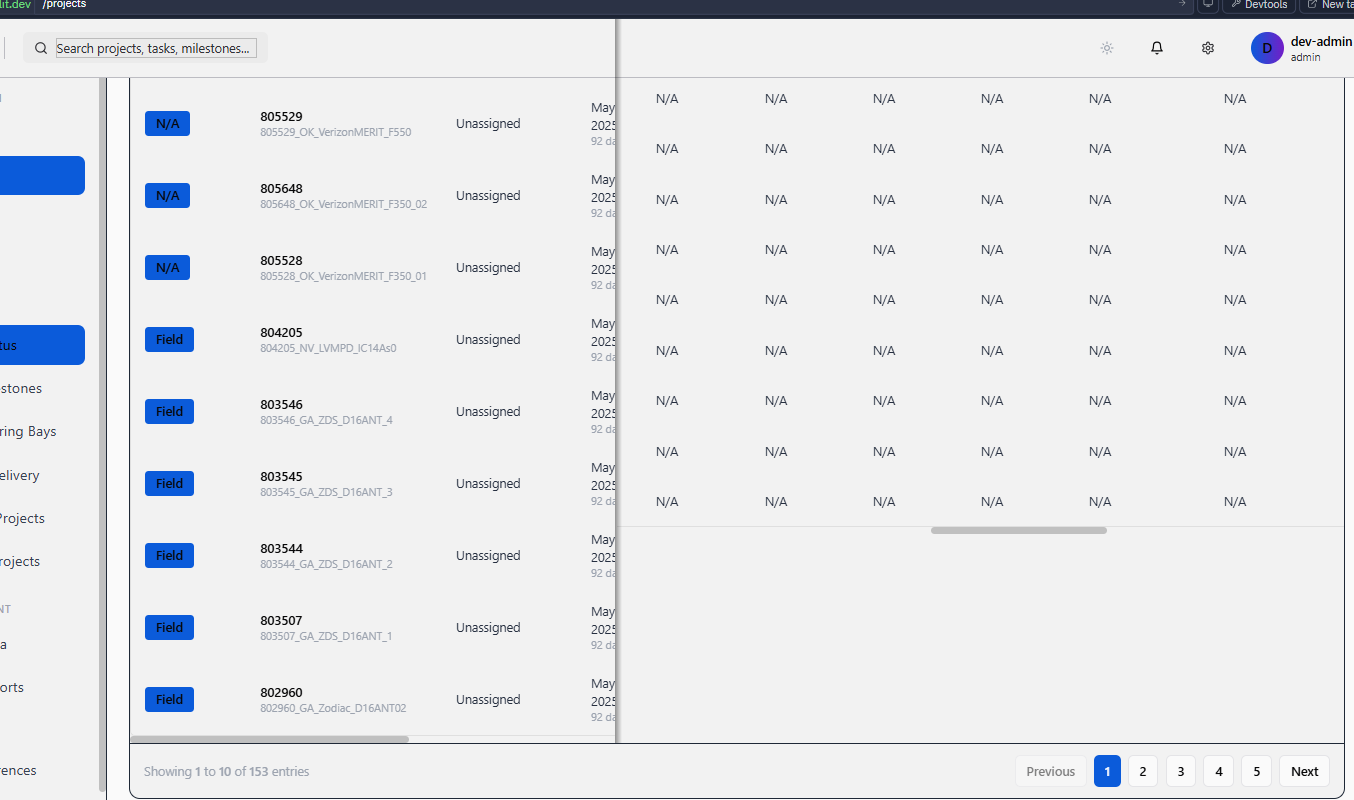 lit.dev /projects
Devtools
New ta
Search projects, tasks, milestones...
D
dev-admin
admin
tus
stones
ring Bays
elivery
Projects
rojects
NT
a
orts
ences
N/A 805529 Unassigned May
805529_OK_VerizonMERIT_F550 2025
92 da
N/A 805648 Unassigned May
805648_OK_VerizonMERIT_F350_02 2025
92 da
N/A 805528 Unassigned May
805528_OK_VerizonMERIT_F350_01 2025
92 da
Field 804205 Unassigned May
804205_NV_LVMPD_IC14As0 2025
92 da
Field 803546 Unassigned May
803546_GA_ZDS_D16ANT_4 2025
92 da
Field 803545 Unassigned May
803545_GA_ZDS_D16ANT_3 2025
92 da
Field 803544 Unassigned May
803544_GA_ZDS_D16ANT_2 2025
92 da
Field 803507 Unassigned May
803507_GA_ZDS_D16ANT_1 2025
92 da
Field 802960 Unassigned May
802960_GA_Zodiac_D16ANT02 2025
92 da
N/A N/A N/A N/A N/A N/A
N/A N/A N/A N/A N/A N/A
N/A N/A N/A N/A N/A N/A
N/A N/A N/A N/A N/A N/A
N/A N/A N/A N/A N/A N/A
N/A N/A N/A N/A N/A N/A
N/A N/A N/A N/A N/A N/A
N/A N/A N/A N/A N/A N/A
N/A N/A N/A N/A N/A N/A
Showing 1 to 10 of 153 entries
Previous 1 2 3 4 5 Next